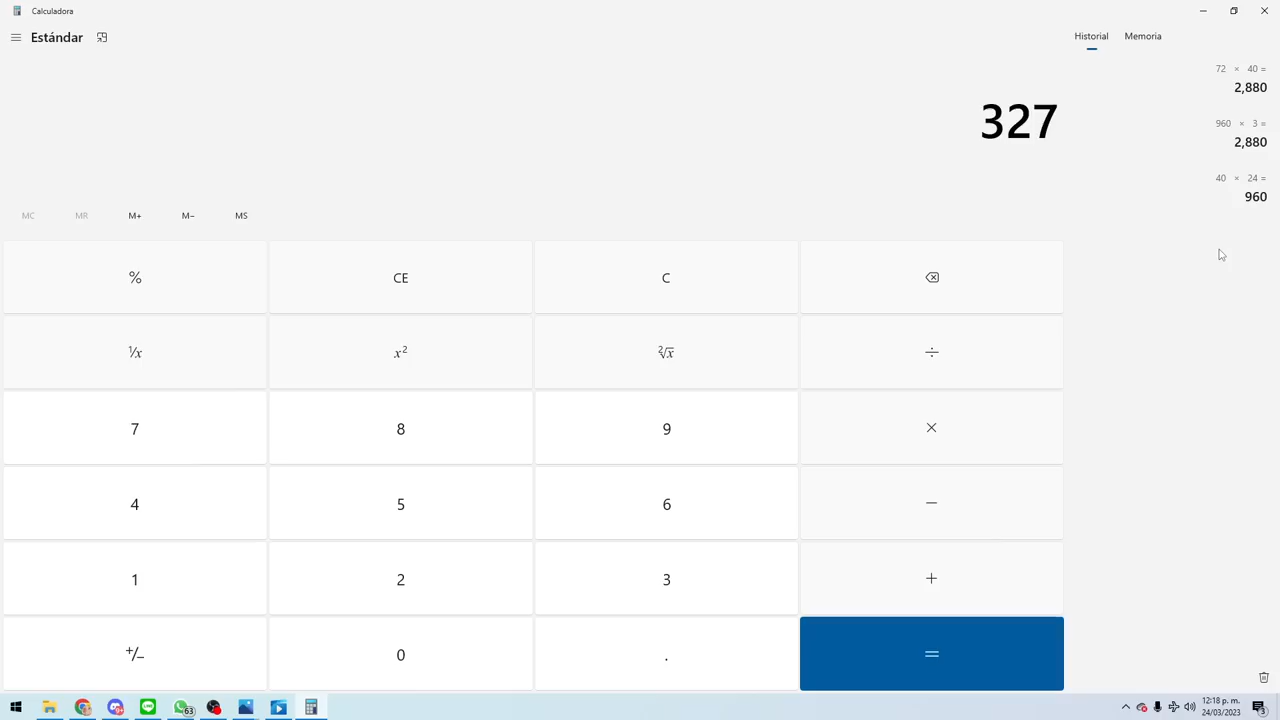 Calculadora
Estándar
Historial Memoria
72 × 40 =
2,880
327
960 × 3 =
2,880
40 × 24 =
960
MC MR M+ M− MS
% CE C
1/x x² ²√x ÷
7 8 9 ×
4 5 6 −
1 2 3 +
+/− 0 . =
63
12:18 p. m.
24/03/2023
3